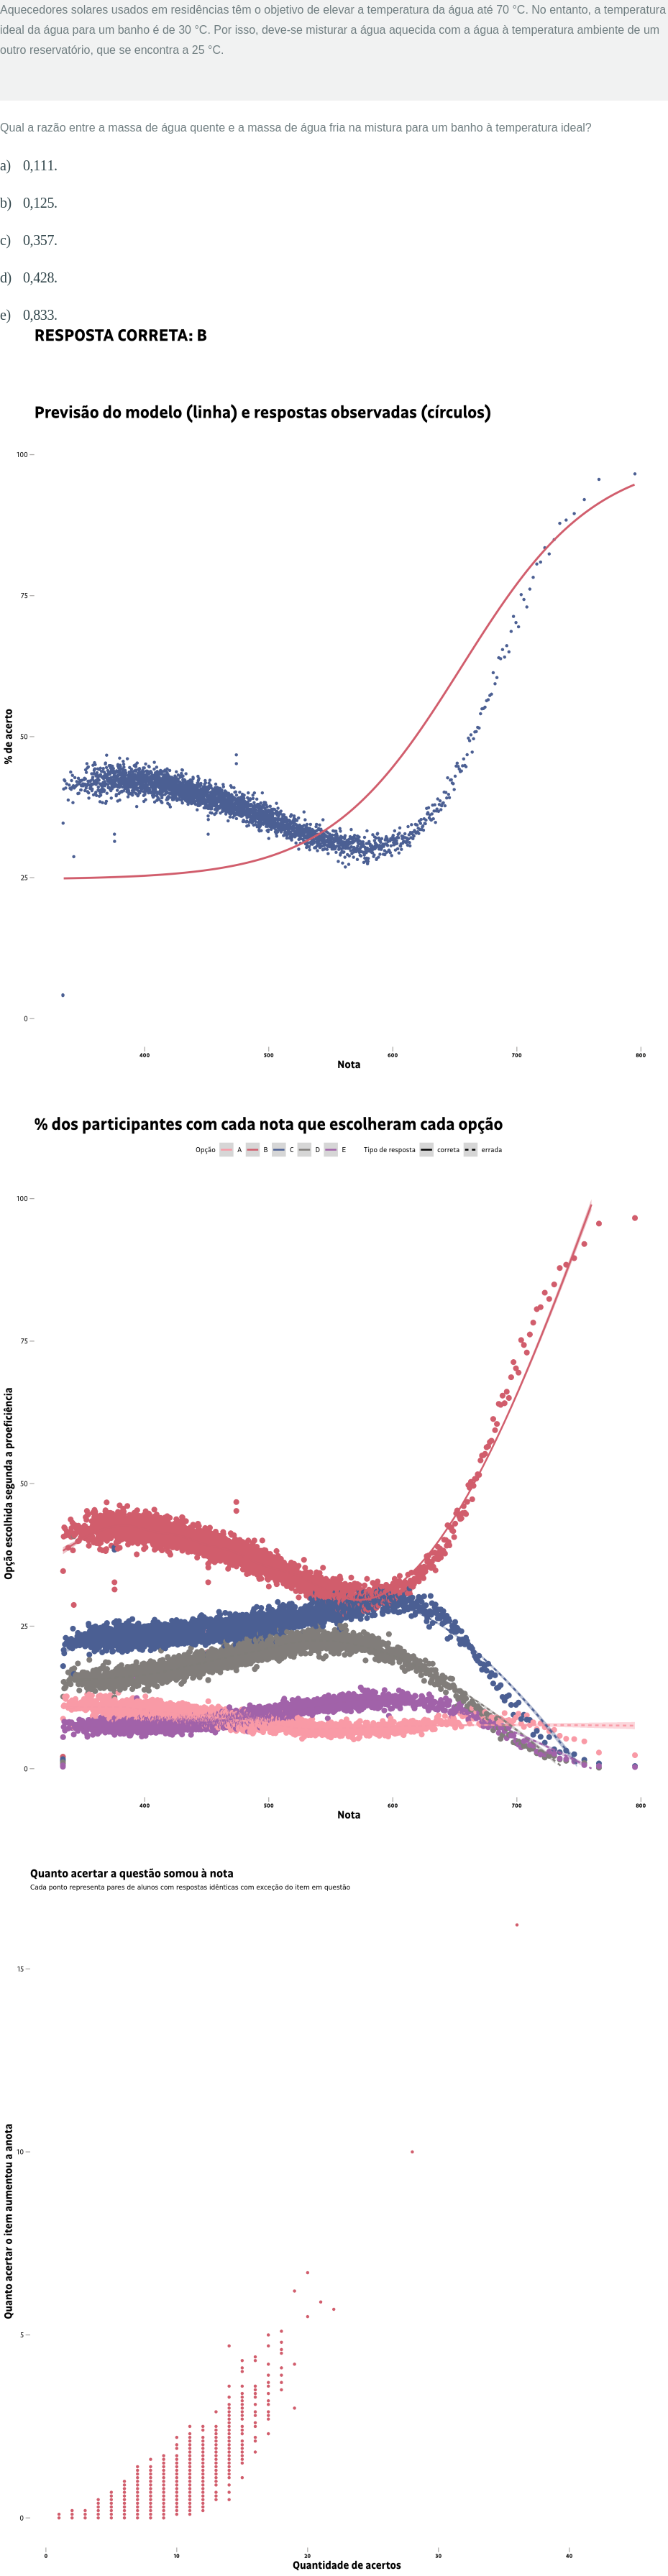 Aquecedores solares usados em residências têm o objetivo de elevar a temperatura da água até 70 °C. No entanto, a temperatura
ideal da água para um banho é de 30 °C. Por isso, deve-se misturar a água aquecida com a água à temperatura ambiente de um
outro reservatório, que se encontra a 25 °C.
Qual a razão entre a massa de água quente e a massa de água fria na mistura para um banho à temperatura ideal?
a) 0,111.
b) 0,125.
c) 0,357.
d) 0,428.
e) 0,833.
RESPOSTA CORRETA: B
Previsão do modelo (linha) e respostas observadas (círculos)
% de acerto
100
75
50
25
0
400 500 600 700 800
Nota
% dos participantes com cada nota que escolheram cada opção
Opção A B C D E Tipo de resposta correta errada
Opção escolhida segunda a proeficiência
100
75
50
25
0
400 500 600 700 800
Nota
Quanto acertar a questão somou à nota
Cada ponto representa pares de alunos com respostas idênticas com exceção do item em questão
Quanto acertar o item aumentou a anota
15
10
5
0
0 10 20 30 40
Quantidade de acertos